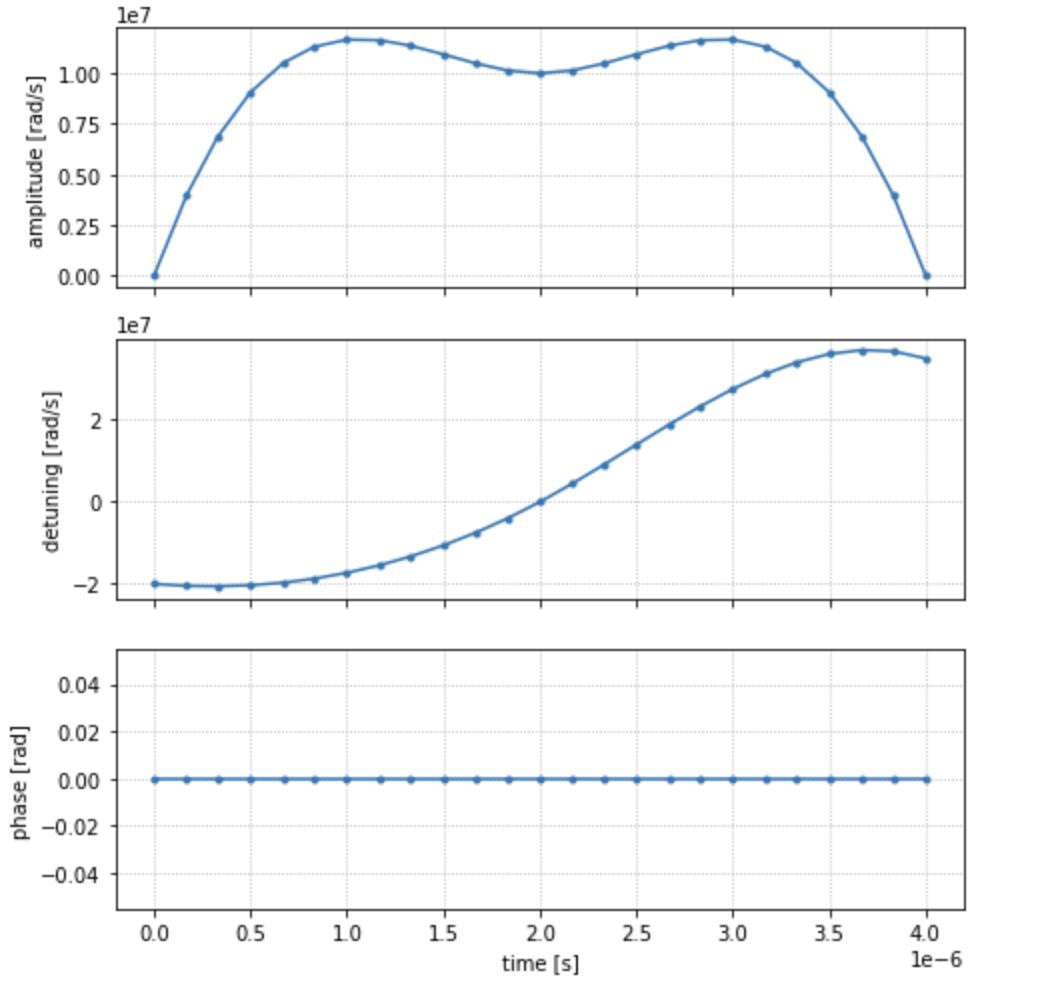 1e7
1.00
0.75
0.50
0.25
0.00
amplitude [rad/s]
1e7
2
0
−2
detuning [rad/s]
0.04
0.02
0.00
−0.02
−0.04
phase [rad]
0.0 0.5 1.0 1.5 2.0 2.5 3.0 3.5 4.0
time [s]
1e−6